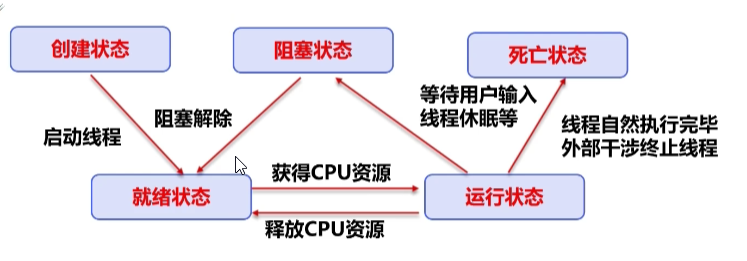 创建状态
阻塞状态
死亡状态
等待用户输入
线程休眠等
阻塞解除
启动线程
线程自然执行完毕
外部干涉终止线程
获得CPU资源
就绪状态
运行状态
释放CPU资源